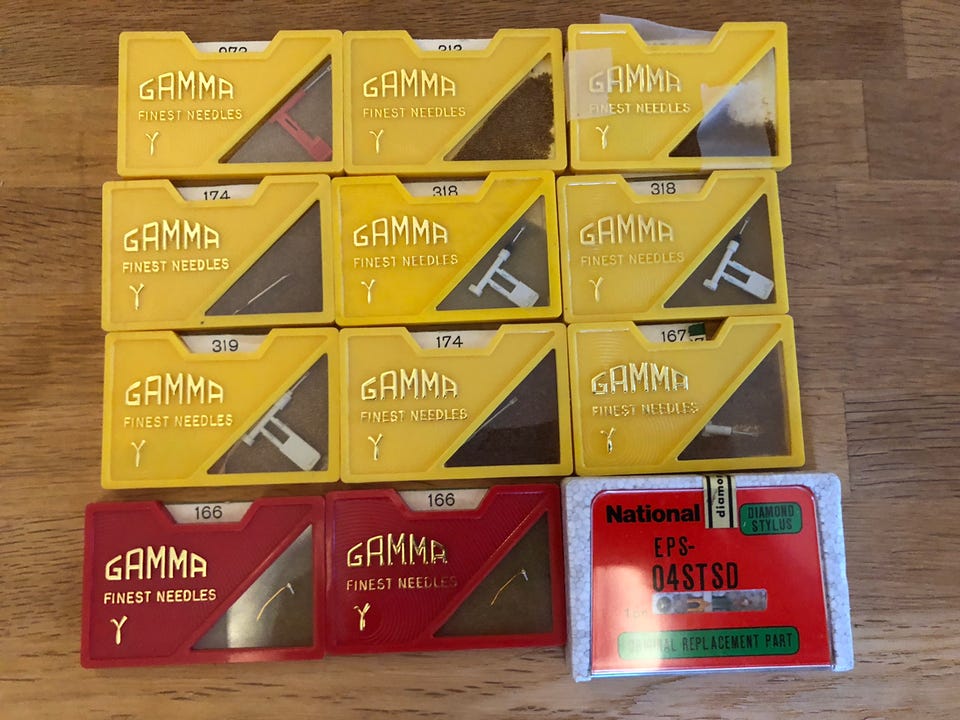 GAMMA
FINEST NEEDLES
γ
GAMMA
FINEST NEEDLES
γ
GAMMA
FINEST NEEDLES
γ
174
GAMMA
FINEST NEEDLES
γ
318
GAMMA
FINEST NEEDLES
γ
318
GAMMA
FINEST NEEDLES
γ
319
GAMMA
FINEST NEEDLES
γ
174
GAMMA
FINEST NEEDLES
γ
167
GAMMA
FINEST NEEDLES
γ
166
GAMMA
FINEST NEEDLES
γ
166
GAMMA
FINEST NEEDLES
γ
National
diamo
DIAMOND
STYLUS
EPS-
04STSD
ORIGINAL REPLACEMENT PART